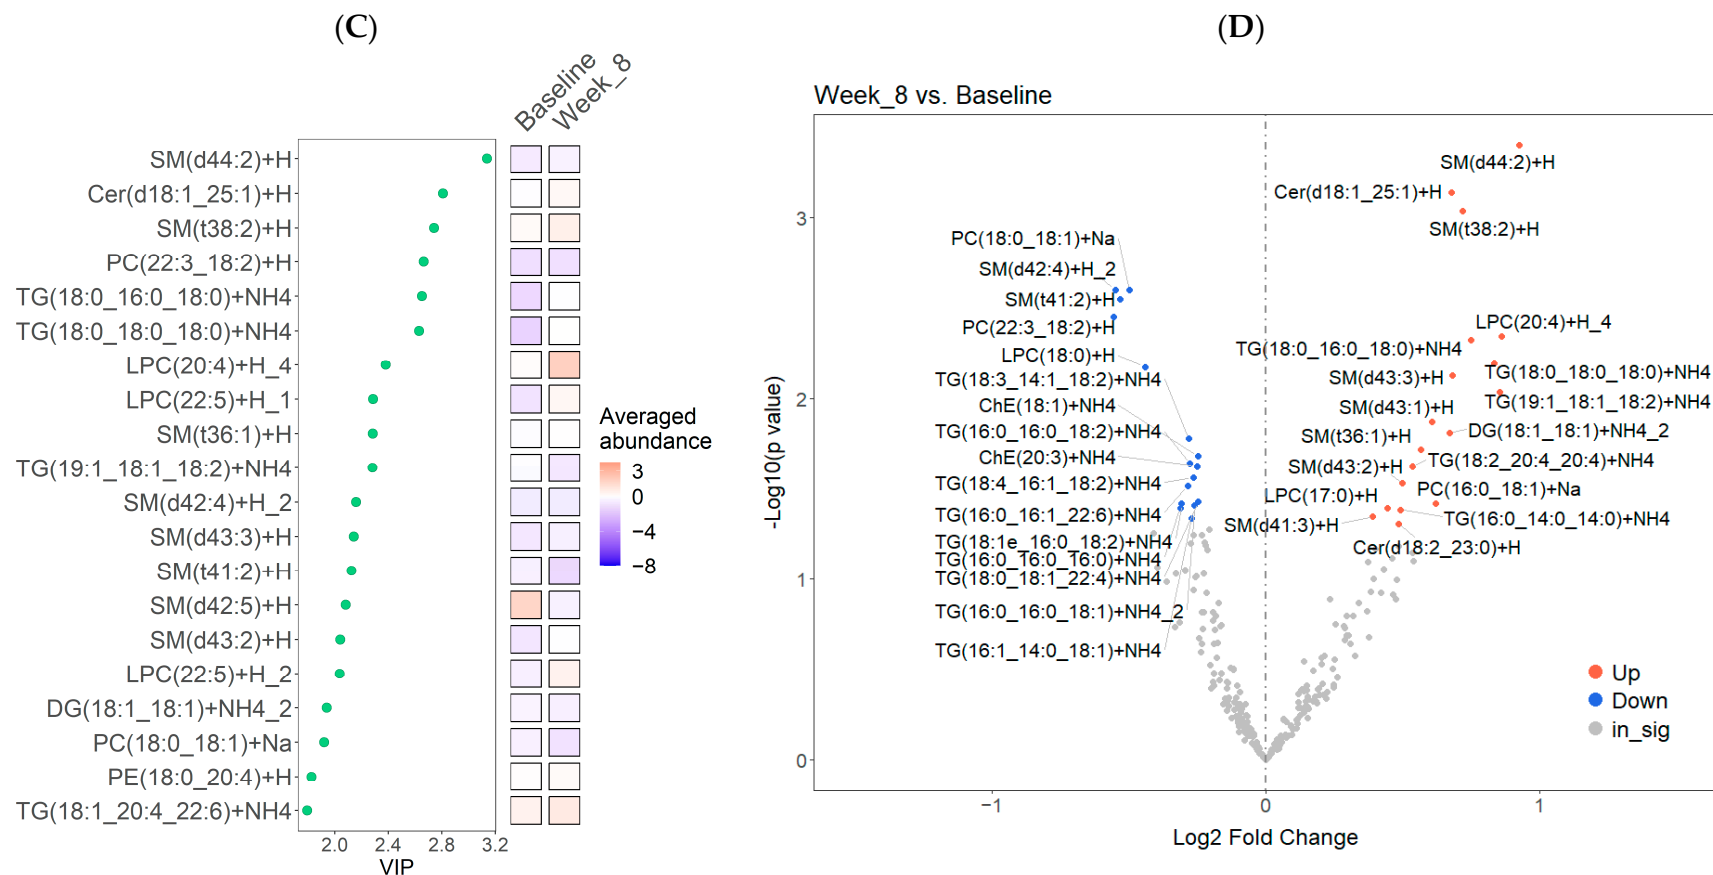 (C)
Baseline
Week_8
SM(d44:2)+H
Cer(d18:1_25:1)+H
SM(t38:2)+H
PC(22:3_18:2)+H
TG(18:0_16:0_18:0)+NH4
TG(18:0_18:0_18:0)+NH4
LPC(20:4)+H_4
LPC(22:5)+H_1
SM(t36:1)+H
TG(19:1_18:1_18:2)+NH4
SM(d42:4)+H_2
SM(d43:3)+H
SM(t41:2)+H
SM(d42:5)+H
SM(d43:2)+H
LPC(22:5)+H_2
DG(18:1_18:1)+NH4_2
PC(18:0_18:1)+Na
PE(18:0_20:4)+H
TG(18:1_20:4_22:6)+NH4
2.0 2.4 2.8 3.2
VIP
Averaged
abundance
3
0
−4
−8
(D)
Week_8 vs. Baseline
-Log10(p value)
3
2
1
0
SM(d44:2)+H
Cer(d18:1_25:1)+H
SM(t38:2)+H
PC(18:0_18:1)+Na
SM(d42:4)+H_2
SM(t41:2)+H
PC(22:3_18:2)+H
LPC(18:0)+H
TG(18:3_14:1_18:2)+NH4
ChE(18:1)+NH4
TG(16:0_16:0_18:2)+NH4
ChE(20:3)+NH4
TG(18:4_16:1_18:2)+NH4
TG(16:0_16:1_22:6)+NH4
TG(18:1e_16:0_18:2)+NH4
TG(16:0_16:0_16:0)+NH4
TG(18:0_18:1_22:4)+NH4
TG(16:0_16:0_18:1)+NH4_2
TG(16:1_14:0_18:1)+NH4
LPC(20:4)+H_4
TG(18:0_16:0_18:0)+NH4
TG(18:0_18:0_18:0)+NH4
SM(d43:3)+H
TG(19:1_18:1_18:2)+NH4
SM(d43:1)+H
DG(18:1_18:1)+NH4_2
SM(t36:1)+H
TG(18:2_20:4_20:4)+NH4
SM(d43:2)+H
PC(16:0_18:1)+Na
LPC(17:0)+H
TG(16:0_14:0_14:0)+NH4
SM(d41:3)+H
Cer(d18:2_23:0)+H
Up
Down
in_sig
−1 0 1
Log2 Fold Change